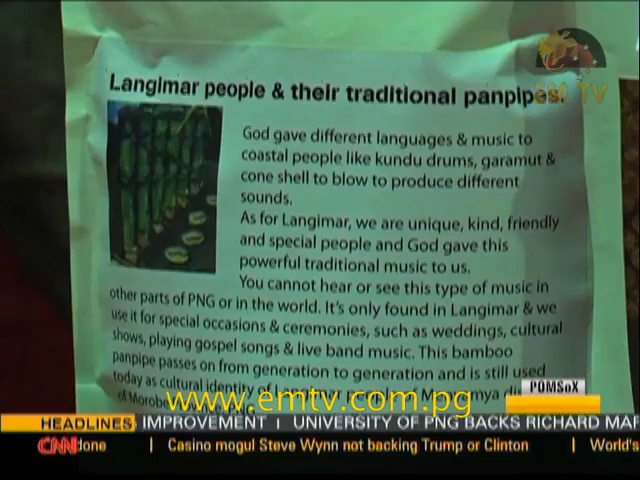 EM TV
Langimar people & their traditional panpipes.
God gave different languages & music to
coastal people like kundu drums, garamut &
cone shell to blow to produce different
sounds.
As for Langimar, we are unique, kind, friendly
and special people and God gave this
powerful traditional music to us.
You cannot hear or see this type of music in
other parts of PNG or in the world. It's only found in Langimar & we
use it for special occasions & ceremonies, such as weddings, cultural
shows, playing gospel songs & live band music. This bamboo
panpipe passes on from generation to generation and is still used
today as cultural identity of
of Morobe
www.emtv.com.pg
POMSoX
HEADLINES IMPROVEMENT | UNIVERSITY OF PNG BACKS RICHARD
CNN done | Casino mogul Steve Wynn not backing Trump or Clinton | World's